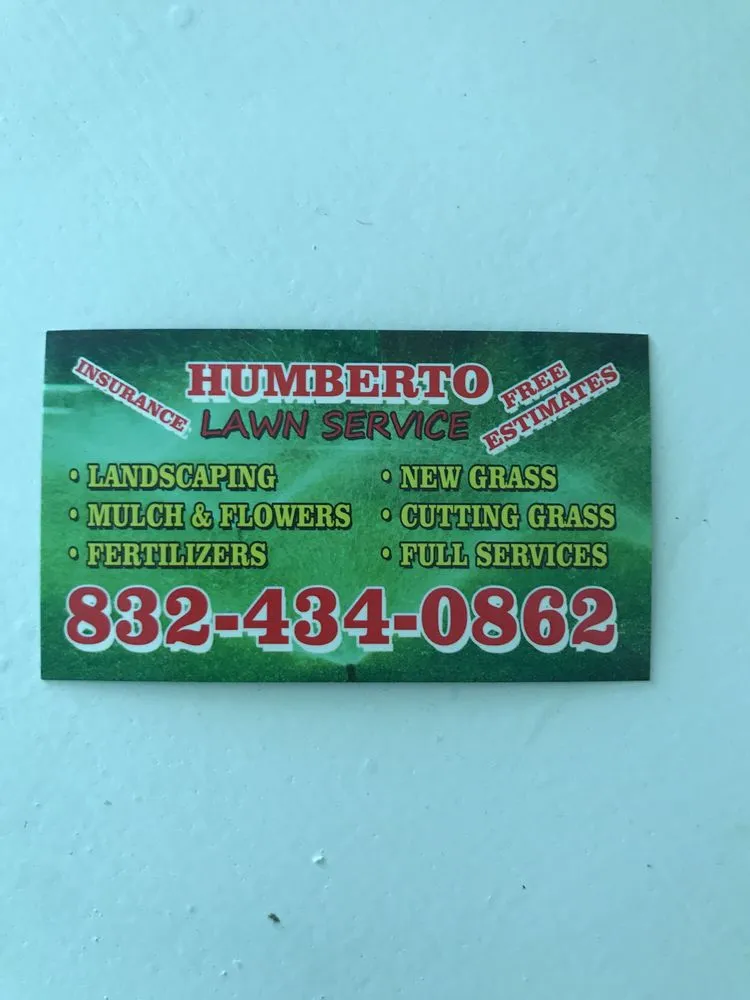 INSURANCE
HUMBERTO
LAWN SERVICE
FREE
ESTIMATES
• LANDSCAPING
• MULCH & FLOWERS
• FERTILIZERS
• NEW GRASS
• CUTTING GRASS
• FULL SERVICES
832-434-0862